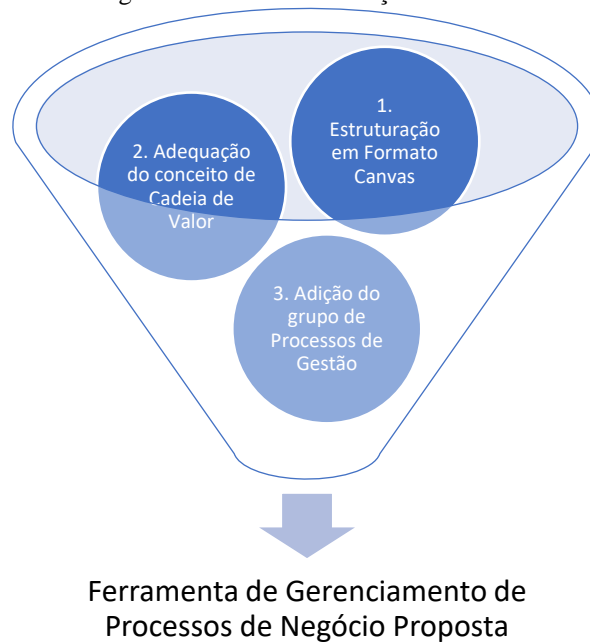 1.
Estruturação
em Formato
Canvas
2. Adequação
do conceito de
Cadeia de
Valor
3. Adição do
grupo de
Processos de
Gestão
Ferramenta de Gerenciamento de
Processos de Negócio Proposta